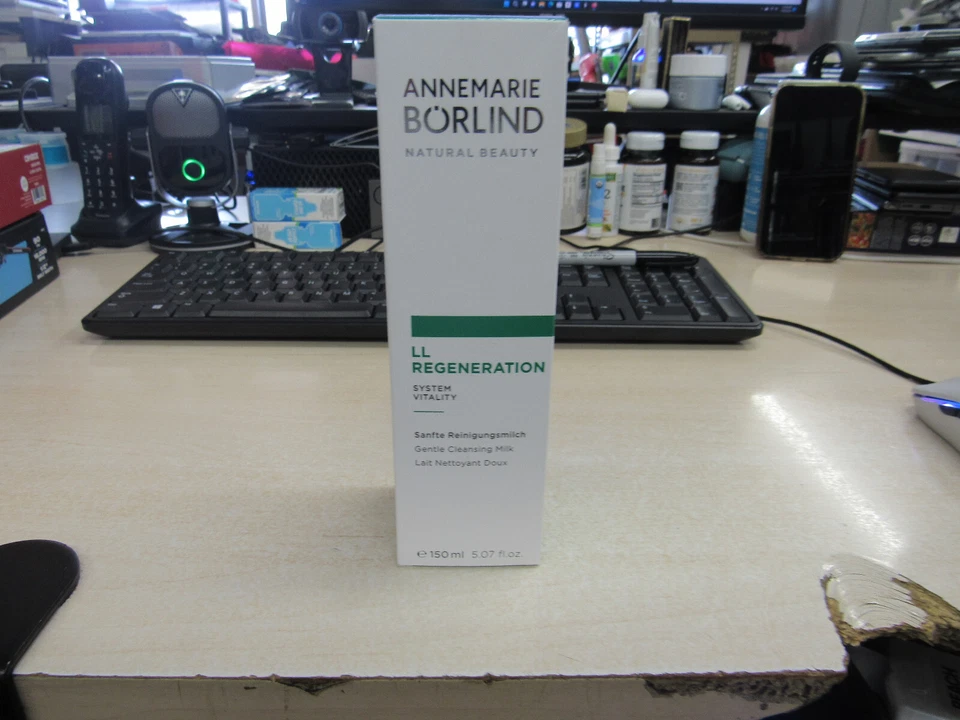 ANNEMARIE
BÖRLIND
NATURAL BEAUTY
LL
REGENERATION
SYSTEM
VITALITY
Sanfte Reinigungsmilch
Gentle Cleansing Milk
Lait Nettoyant Doux
℮ 150 ml 5.07 fl.oz.